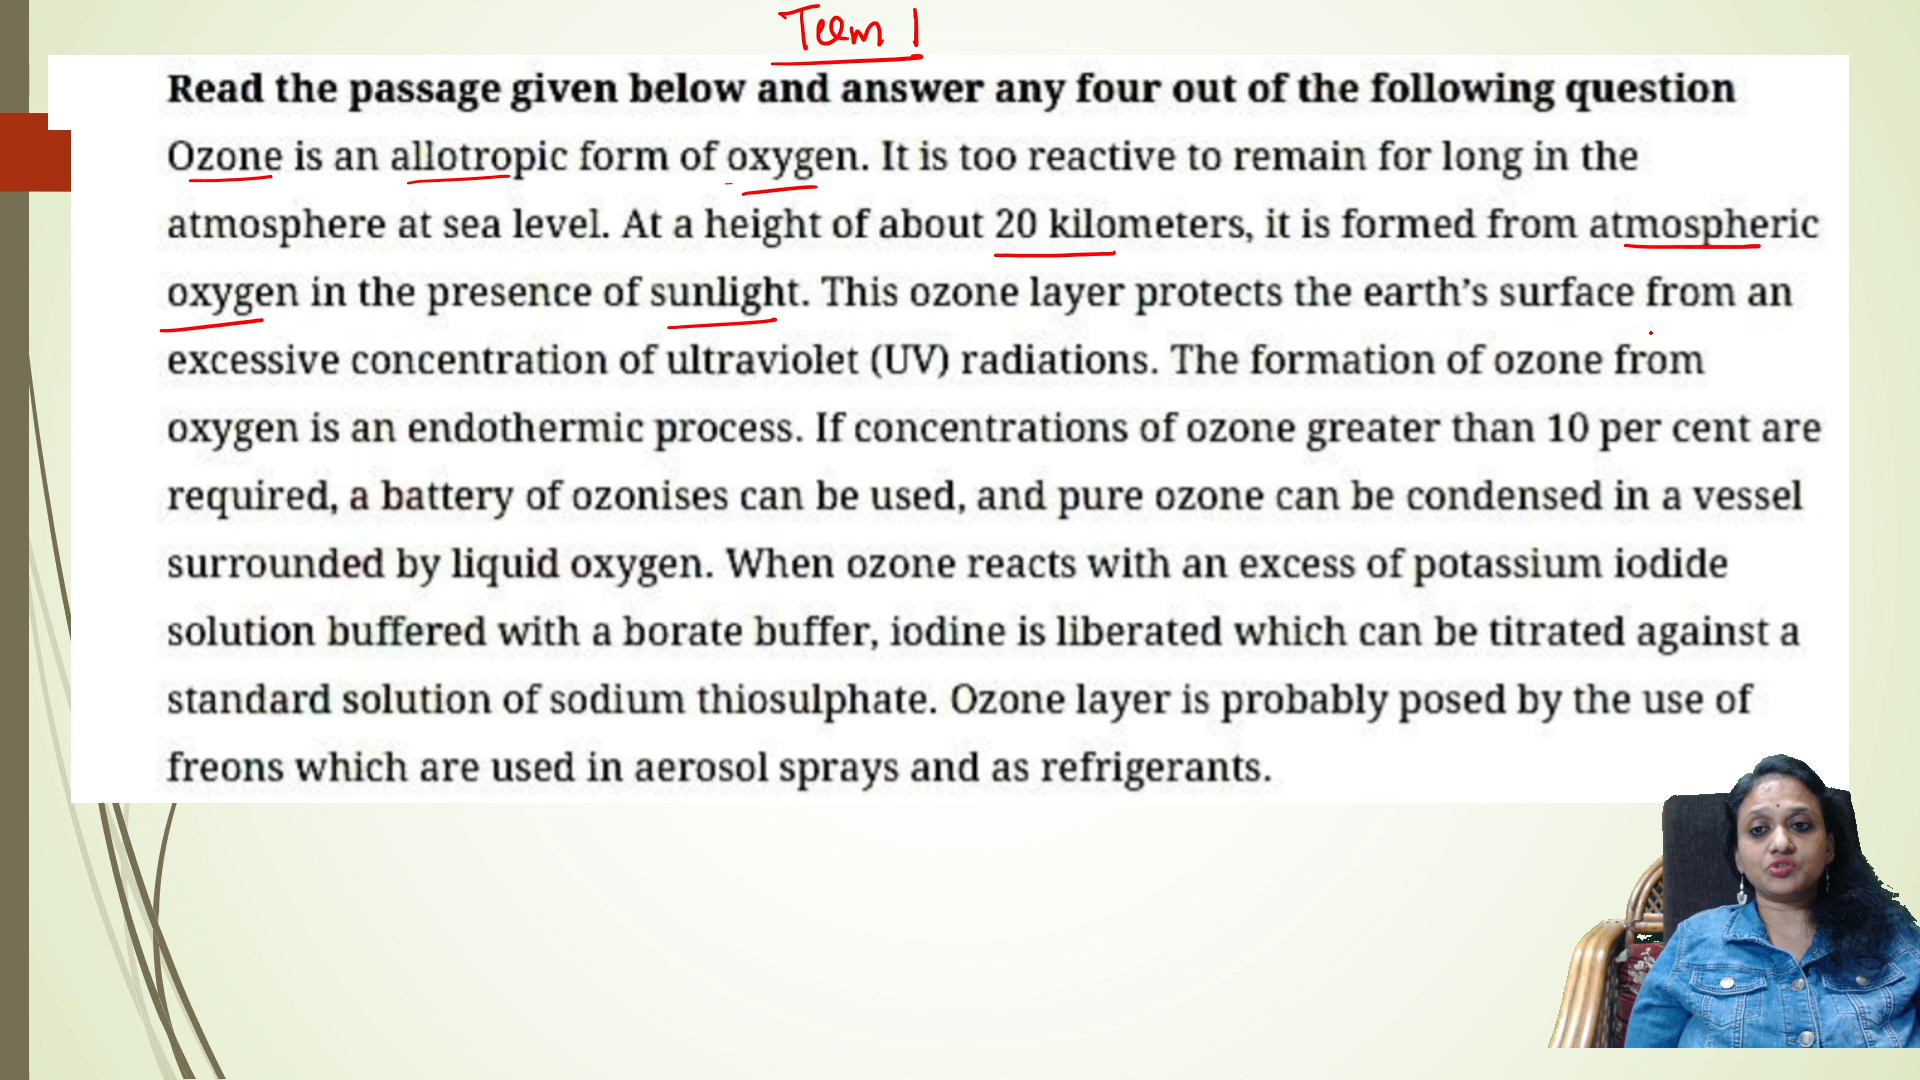 Term 1
Read the passage given below and answer any four out of the following question
Ozone is an allotropic form of oxygen. It is too reactive to remain for long in the
atmosphere at sea level. At a height of about 20 kilometers, it is formed from atmospheric
oxygen in the presence of sunlight. This ozone layer protects the earth’s surface from an
excessive concentration of ultraviolet (UV) radiations. The formation of ozone from
oxygen is an endothermic process. If concentrations of ozone greater than 10 per cent are
required, a battery of ozonises can be used, and pure ozone can be condensed in a vessel
surrounded by liquid oxygen. When ozone reacts with an excess of potassium iodide
solution buffered with a borate buffer, iodine is liberated which can be titrated against a
standard solution of sodium thiosulphate. Ozone layer is probably posed by the use of
freons which are used in aerosol sprays and as refrigerants.